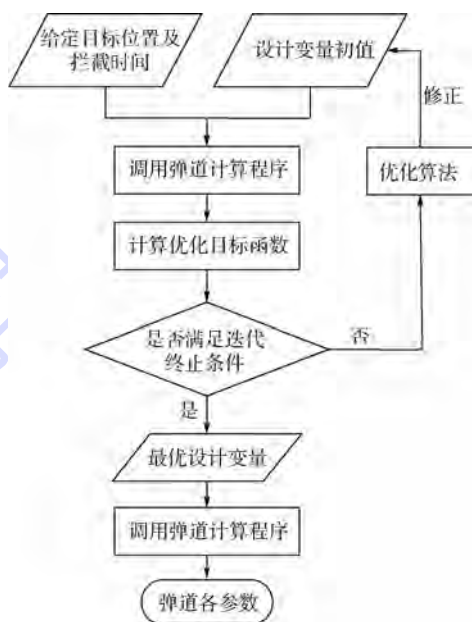 给定目标位置及
拦截时间
设计变量初值
修正
调用弹道计算程序
优化算法
计算优化目标函数
是否满足迭代
终止条件
否
是
最优设计变量
调用弹道计算程序
弹道各参数